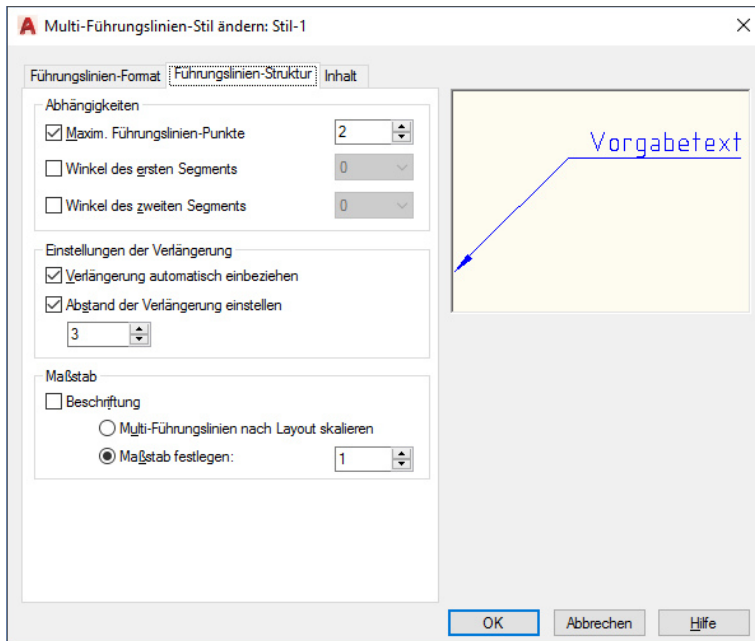 Multi-Führungslinien-Stil ändern: Stil-1
Führungslinien-Format Führungslinien-Struktur Inhalt
Abhängigkeiten
Maxim. Führungslinien-Punkte 2
Winkel des ersten Segments 0
Winkel des zweiten Segments 0
Einstellungen der Verlängerung
Verlängerung automatisch einbeziehen
Abstand der Verlängerung einstellen
3
Maßstab
Beschriftung
Multi-Führungslinien nach Layout skalieren
Maßstab festlegen: 1
Vorgabetext
OK Abbrechen Hilfe